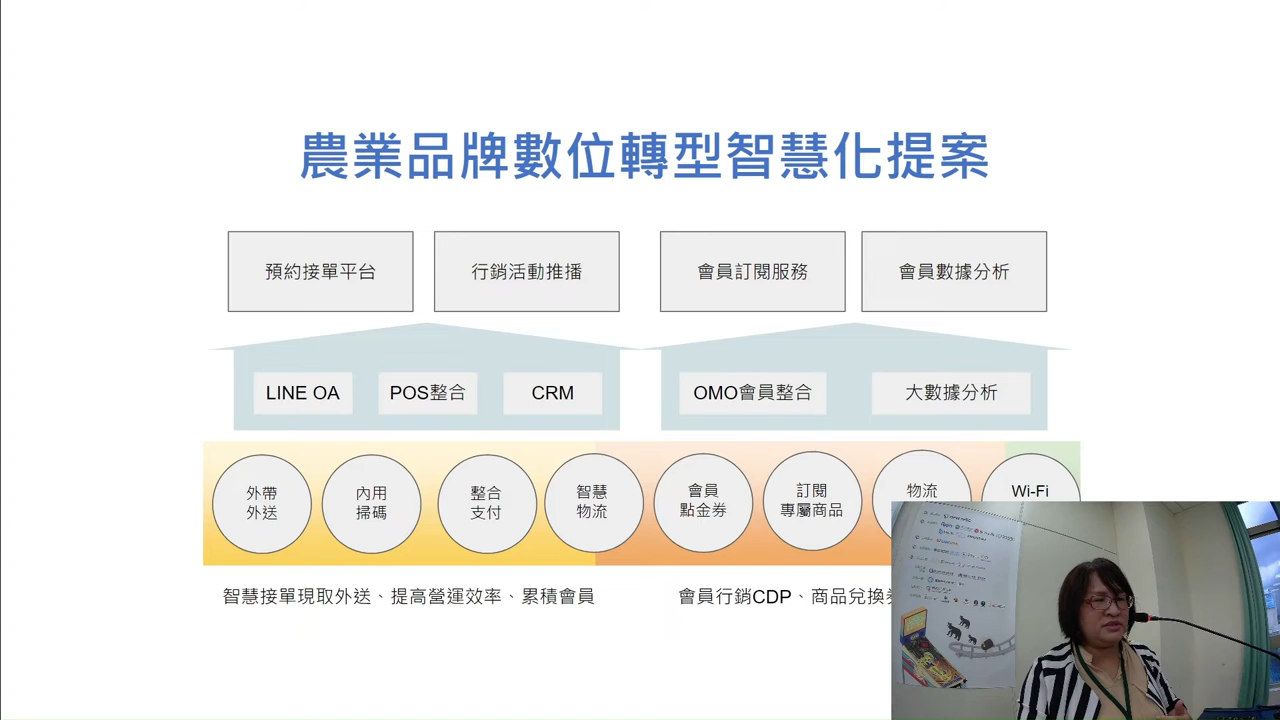 農業品牌數位轉型智慧化提案
預約接單平台
行銷活動推播
會員訂閱服務
會員數據分析
LINE OA
POS整合
CRM
OMO會員整合
大數據分析
外帶
外送
內用
掃碼
整合
支付
智慧
物流
會員
點金券
訂閱
專屬商品
物流
Wi-Fi
智慧接單現取外送、提高營運效率、累積會員
會員行銷CDP、商品兌換